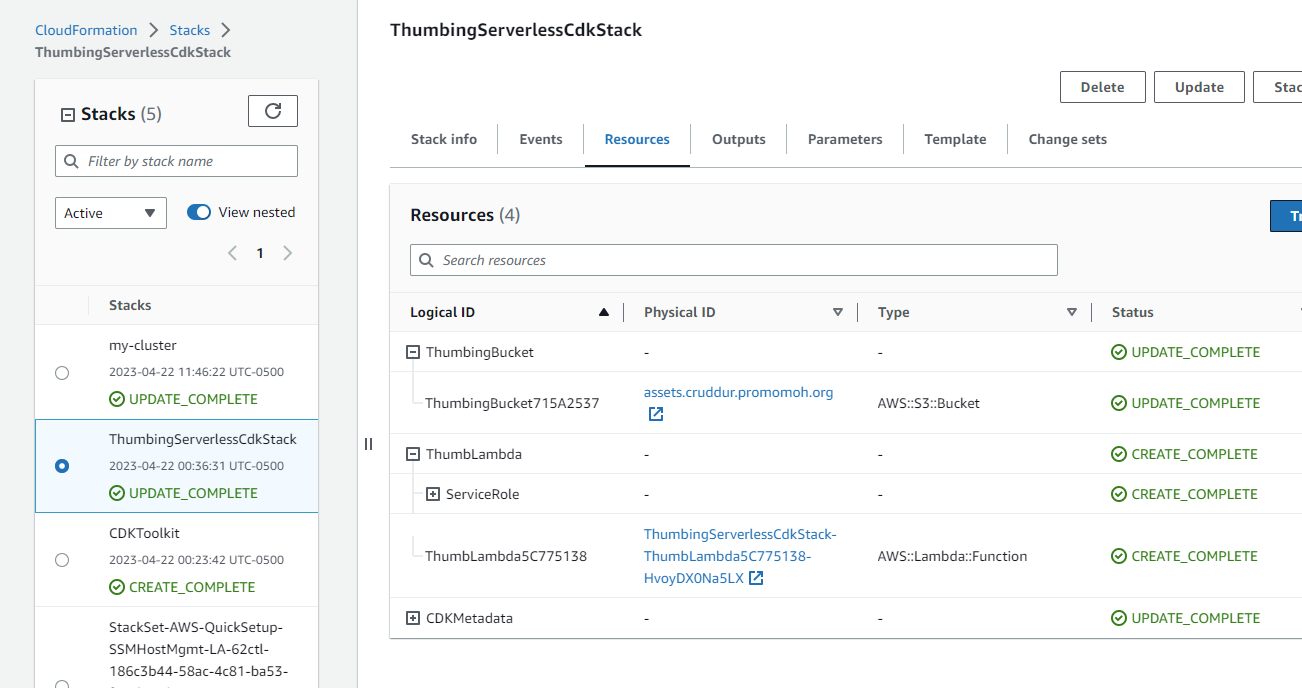 CloudFormation > Stacks >
ThumbingServerlessCdkStack
Stacks (5)
Filter by stack name
Active
View nested
1
Stacks
my-cluster
2023-04-22 11:46:22 UTC-0500
UPDATE_COMPLETE
ThumbingServerlessCdkStack
2023-04-22 00:36:31 UTC-0500
UPDATE_COMPLETE
CDKToolkit
2023-04-22 00:23:42 UTC-0500
CREATE_COMPLETE
StackSet-AWS-QuickSetup-
SSMHostMgmt-LA-62ctl-
186c3b44-58ac-4c81-ba53-
ThumbingServerlessCdkStack
Delete Update Stac
Stack info Events Resources Outputs Parameters Template Change sets
Resources (4)
Tr
Search resources
Logical ID Physical ID Type Status
ThumbingBucket - - UPDATE_COMPLETE
ThumbingBucket715A2537 assets.cruddur.promomoh.org AWS::S3::Bucket UPDATE_COMPLETE
ThumbLambda - - CREATE_COMPLETE
ServiceRole - - CREATE_COMPLETE
ThumbingServerlessCdkStack-
ThumbLambda5C775138 ThumbLambda5C775138- AWS::Lambda::Function CREATE_COMPLETE
HvoyDX0Na5LX
CDKMetadata - - UPDATE_COMPLETE